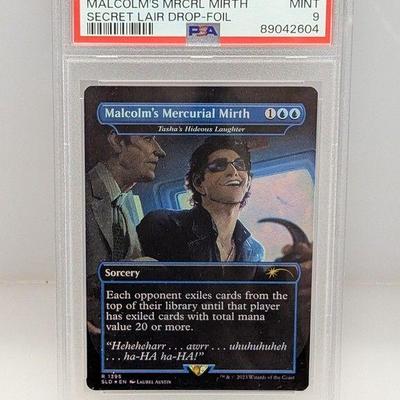 MALCOLM'S MRCRL MIRTH MINT
SECRET LAIR DROP-FOIL 9
PSA 89042604
Malcolm's Mercurial Mirth 1
Tasha's Hideous Laughter
Sorcery
Each opponent exiles cards from the
top of their library until that player
has exiled cards with total mana
value 20 or more.
"Heheheharr . . . awrr . . . uhuhuhuheh
. . . ha-HA ha-HA!"
R 1395
SLD ★ EN LAUREL AUSTIN
™ & © 2023 Wizards of the Coast